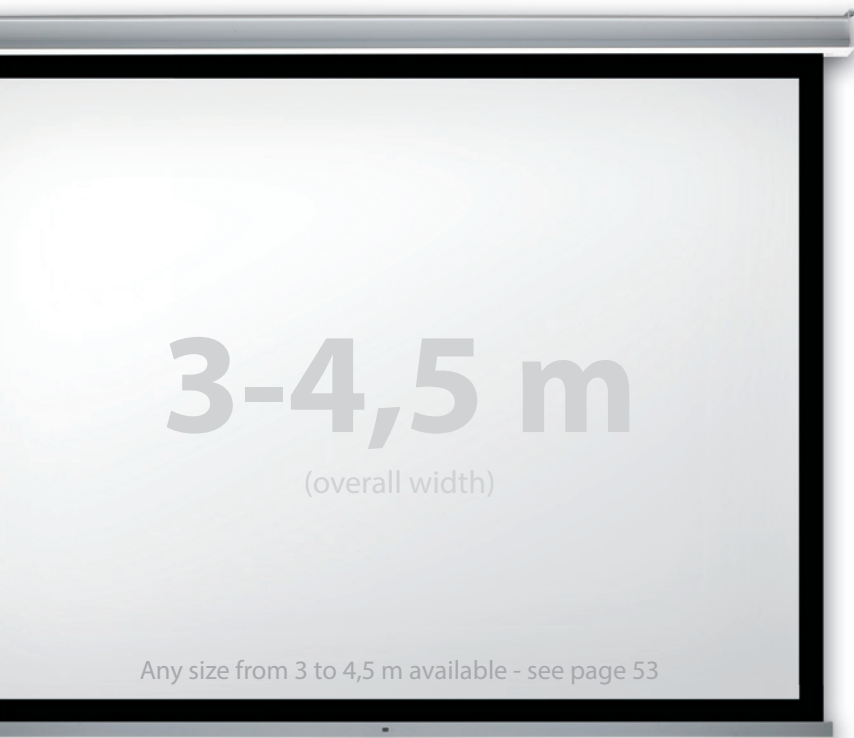 3-4,5 m
(overall width)
Any size from 3 to 4,5 m available - see page 53